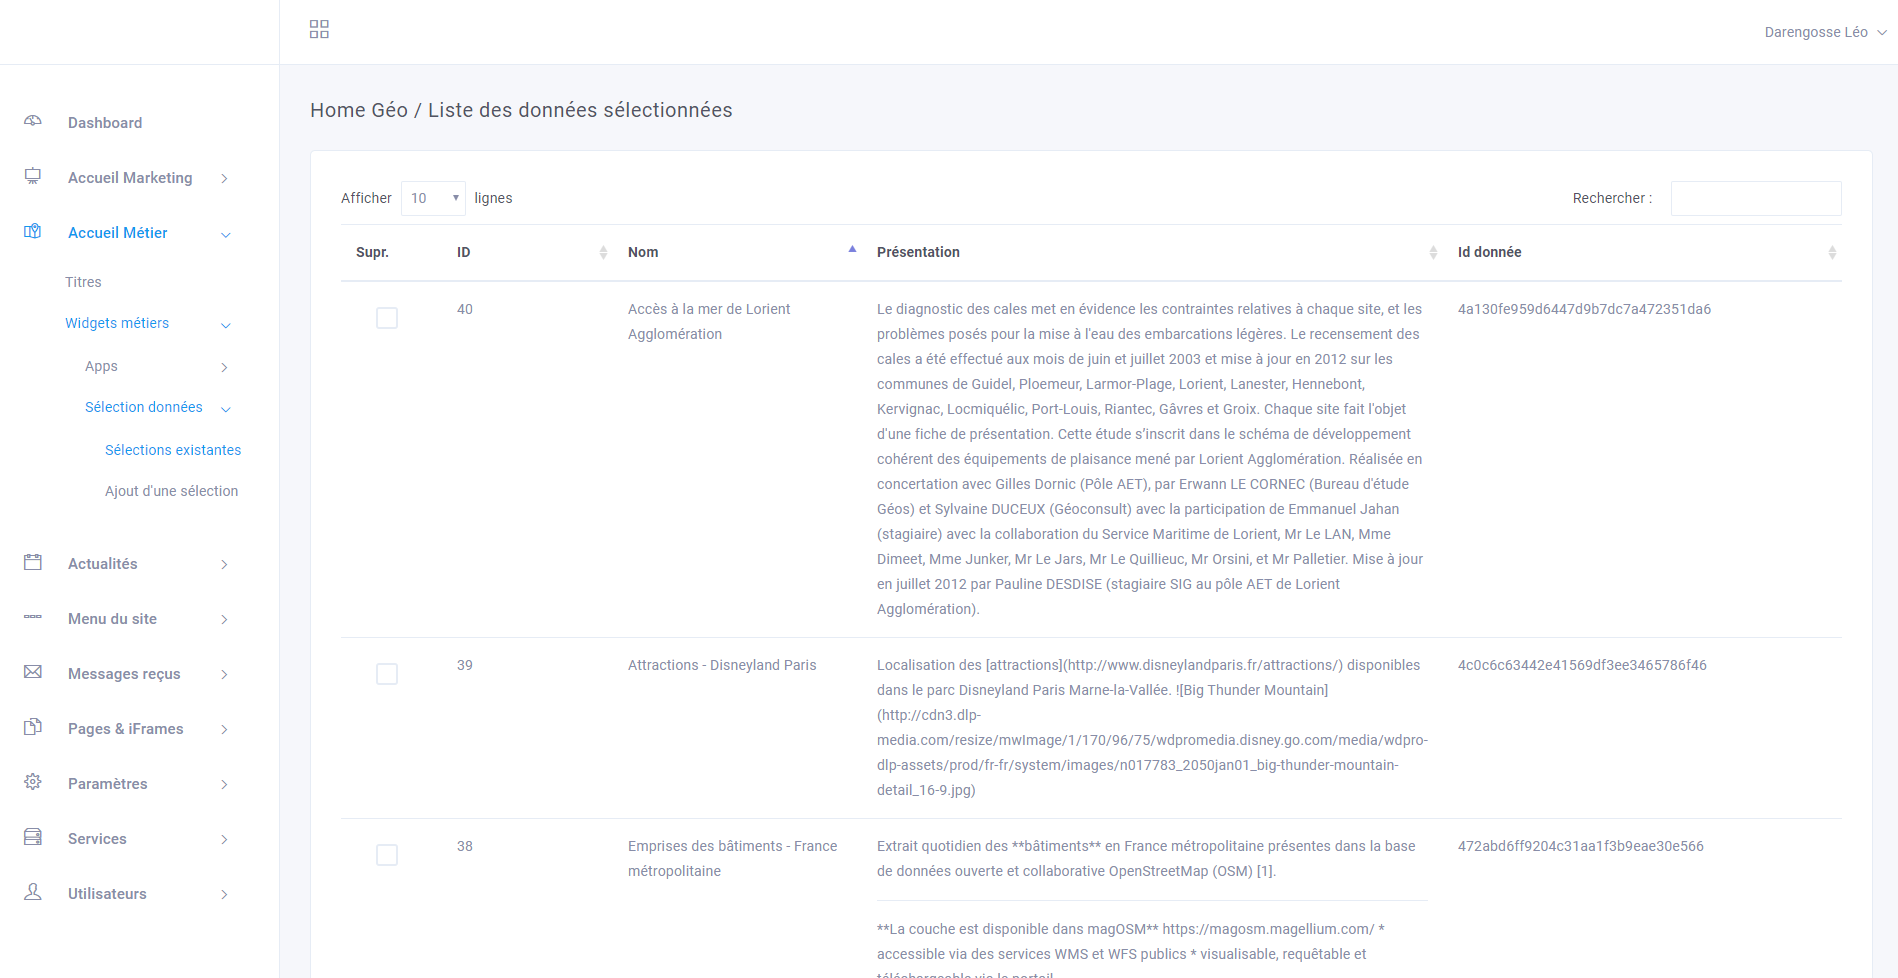 Darengosse Léo
Dashboard
Accueil Marketing
Accueil Métier
Titres
Widgets métiers
Apps
Sélection données
Sélections existantes
Ajout d'une sélection
Actualités
Menu du site
Messages reçus
Pages & iFrames
Paramètres
Services
Utilisateurs
Home Géo / Liste des données sélectionnées
Afficher 10 lignes
Rechercher :
Supr. ID Nom Présentation Id donnée
40
Accès à la mer de Lorient
Agglomération
Le diagnostic des cales met en évidence les contraintes relatives à chaque site, et les
problèmes posés pour la mise à l'eau des embarcations légères. Le recensement des
cales a été effectué aux mois de juin et juillet 2003 et mise à jour en 2012 sur les
communes de Guidel, Ploemeur, Larmor-Plage, Lorient, Lanester, Hennebont,
Kervignac, Locmiquélic, Port-Louis, Riantec, Gâvres et Groix. Chaque site fait l'objet
d'une fiche de présentation. Cette étude s’inscrit dans le schéma de développement
cohérent des équipements de plaisance mené par Lorient Agglomération. Réalisée en
concertation avec Gilles Dornic (Pôle AET), par Erwann LE CORNEC (Bureau d'étude
Géos) et Sylvaine DUCEUX (Géoconsult) avec la participation de Emmanuel Jahan
(stagiaire) avec la collaboration du Service Maritime de Lorient, Mr Le LAN, Mme
Dimeet, Mme Junker, Mr Le Jars, Mr Le Quillieuc, Mr Orsini, et Mr Palletier. Mise à jour
en juillet 2012 par Pauline DESDISE (stagiaire SIG au pôle AET de Lorient
Agglomération).
4a130fe959d6447d9b7dc7a472351da6
39
Attractions - Disneyland Paris
Localisation des [attractions](http://www.disneylandparis.fr/attractions/) disponibles
dans le parc Disneyland Paris Marne-la-Vallée. ![Big Thunder Mountain]
(http://cdn3.dlp-
media.com/resize/mwImage/1/170/96/75/wdpromedia.disney.go.com/media/wdpro-
dlp-assets/prod/fr-fr/system/images/n017783_2050jan01_big-thunder-mountain-
detail_16-9.jpg)
4c0c6c63442e41569df3ee3465786f46
38
Emprises des bâtiments - France
métropolitaine
Extrait quotidien des **bâtiments** en France métropolitaine présentes dans la base
de données ouverte et collaborative OpenStreetMap (OSM) [1].
**La couche est disponible dans magOSM** https://magosm.magellium.com/ *
accessible via des services WMS et WFS publics * visualisable, requêtable et
téléchargeable via le portail
472abd6ff9204c31aa1f3b9eae30e566